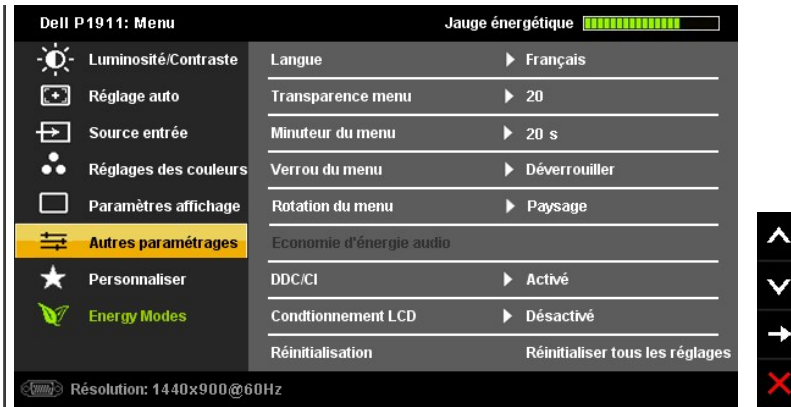 Dell P1911: Menu Jauge énergétique
Luminosité/Contraste Langue Français
Réglage auto Transparence menu 20
Source entrée Minuteur du menu 20 s
Réglages des couleurs Verrou du menu Déverrouiller
Paramètres affichage Rotation du menu Paysage
Autres paramétrages Economie d'énergie audio
Personnaliser DDC/CI Activé
Energy Modes Condtionnement LCD Désactivé
Réinitialisation Réinitialiser tous les réglages
Résolution: 1440x900@60Hz